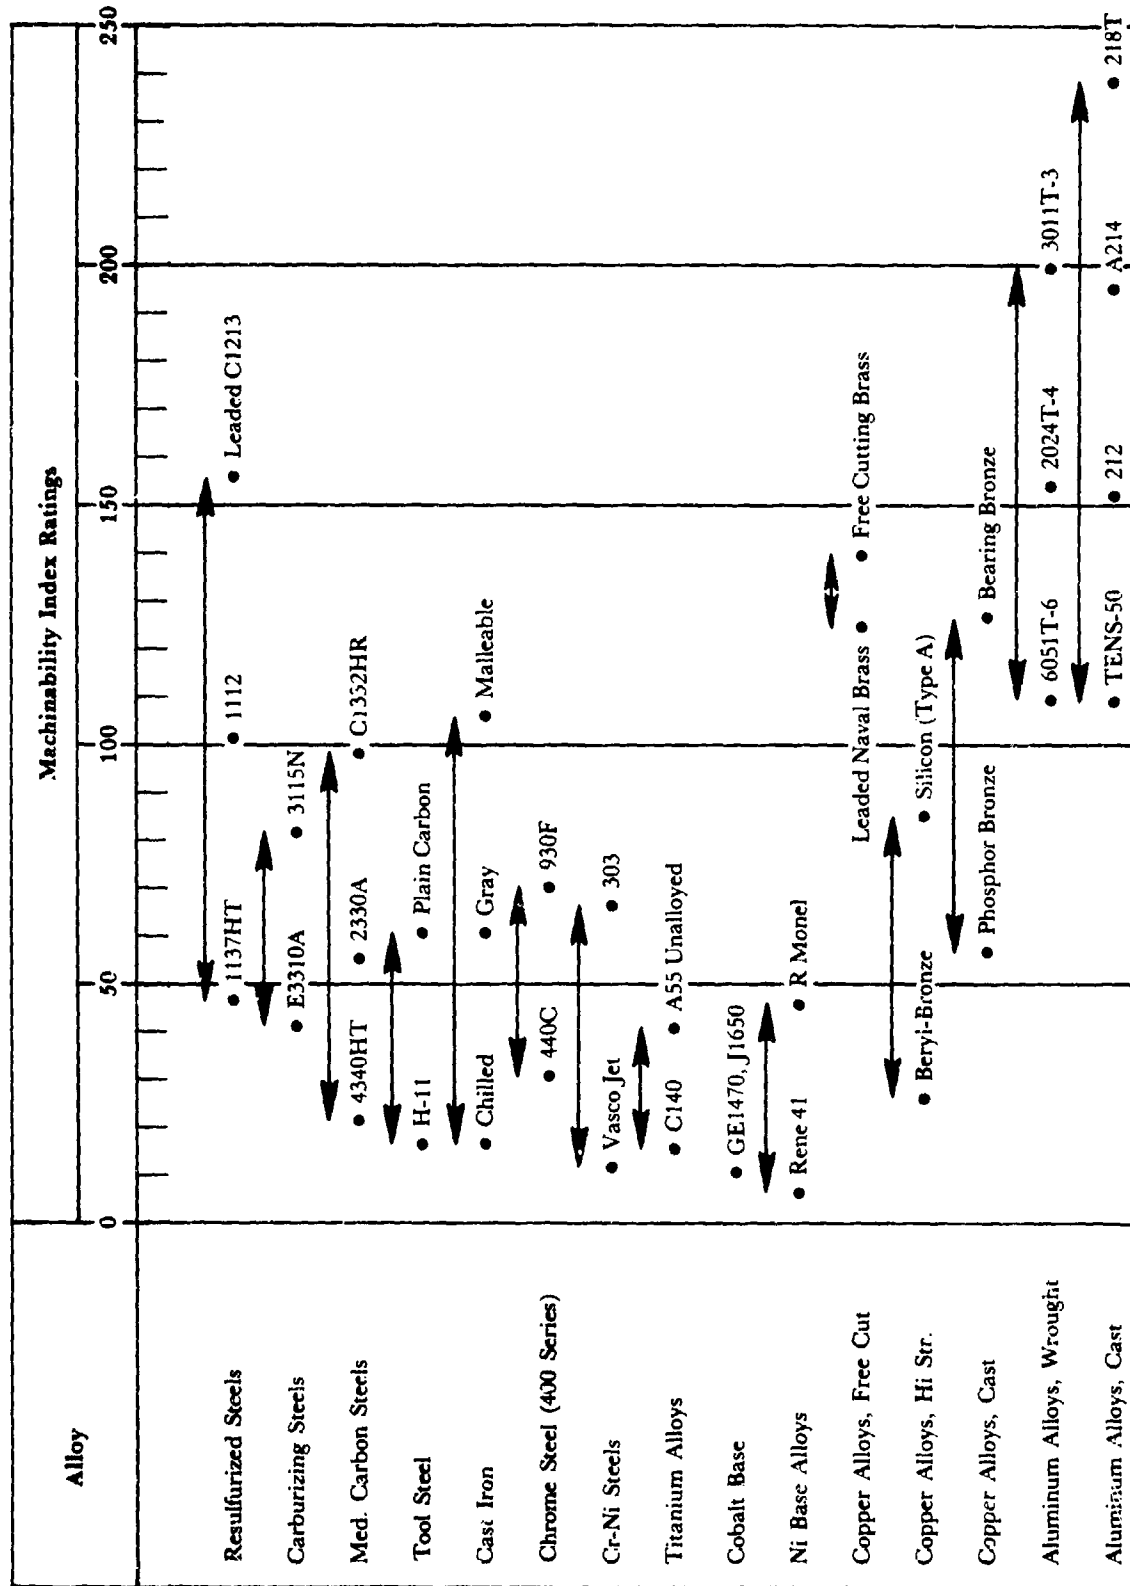 Alloy
Machinability Index Ratings
0 50 100 150 200 250
Resulfurized Steels
1137HT 1112 Leaded C1213
Carburizing Steels
E3310A 3115N
Med. Carbon Steels
4340HT 2330A C1352HR
Tool Steel
H-11 Plain Carbon
Cast Iron
Chilled Gray Malleable
Chrome Steel (400 Series)
440C 930F
Cr-Ni Steels
Vasco Jet 303
Titanium Alloys
C140 A55 Unalloyed
Cobalt Base
GE1470, J1650
Ni Base Alloys
Rene 41 R Monel
Copper Alloys, Free Cut
Leaded Naval Brass Free Cutting Brass
Copper Alloys, Hi Str.
Beryi-Bronze Silicon (Type A)
Copper Alloys, Cast
Phosphor Bronze Bearing Bronze
Aluminum Alloys, Wrought
6051T-6 2024T-4 3011T-3
Aluminum Alloys, Cast
TENS-50 212 A214 218T